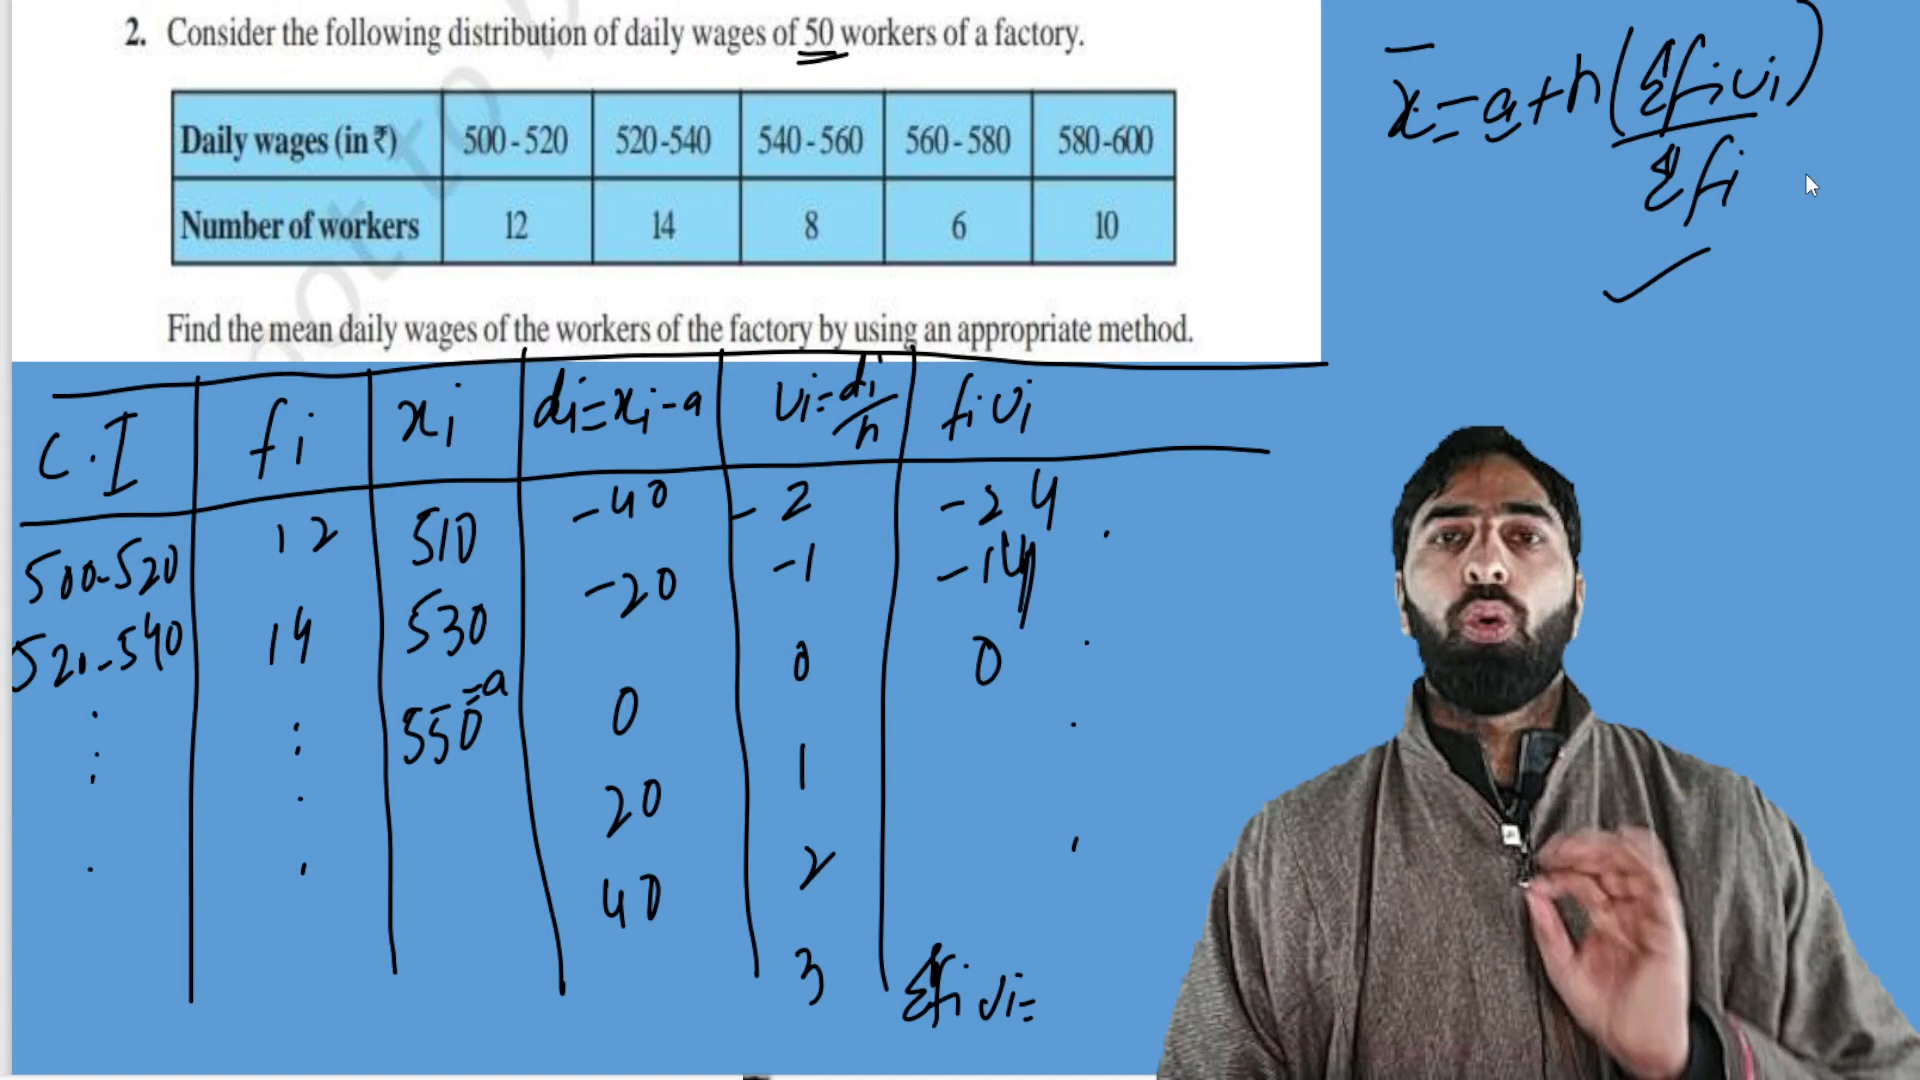 2. Consider the following distribution of daily wages of 50 workers of a factory.
Daily wages (in ₹) 500 - 520 520 -540 540 - 560 560 - 580 580 -600
Number of workers 12 14 8 6 10
Find the mean daily wages of the workers of the factory by using an appropriate method.
x̄ = a + h(Σfiui/Σfi)
C.I fi xi di=xi-a ui=di/h fiui
500-520 12 510 -40 -2 -24
520-540 14 530 -20 -1 -14
550=a 0 0 0
20 1
40 2
3 Σfiui=